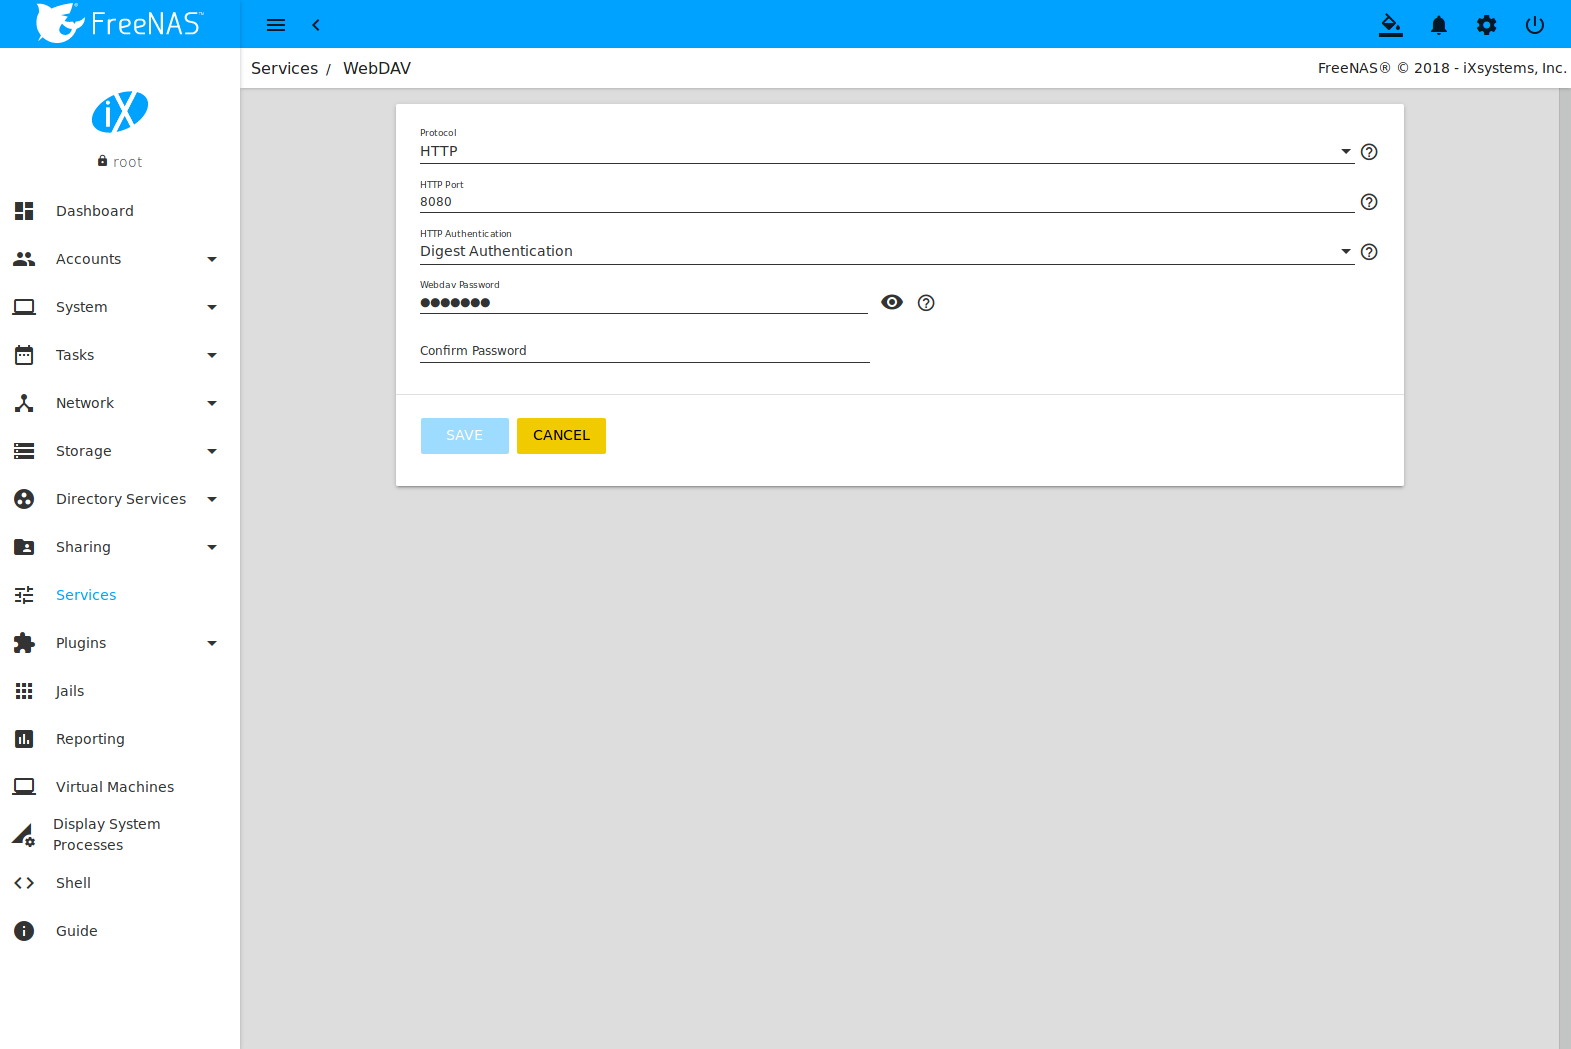 FreeNAS™
Services / WebDAV
FreeNAS® © 2018 - iXsystems, Inc.
iX
root
Dashboard
Accounts
System
Tasks
Network
Storage
Directory Services
Sharing
Services
Plugins
Jails
Reporting
Virtual Machines
Display System
Processes
Shell
Guide
Protocol
HTTP
HTTP Port
8080
HTTP Authentication
Digest Authentication
Webdav Password
●●●●●●●
Confirm Password
SAVE CANCEL